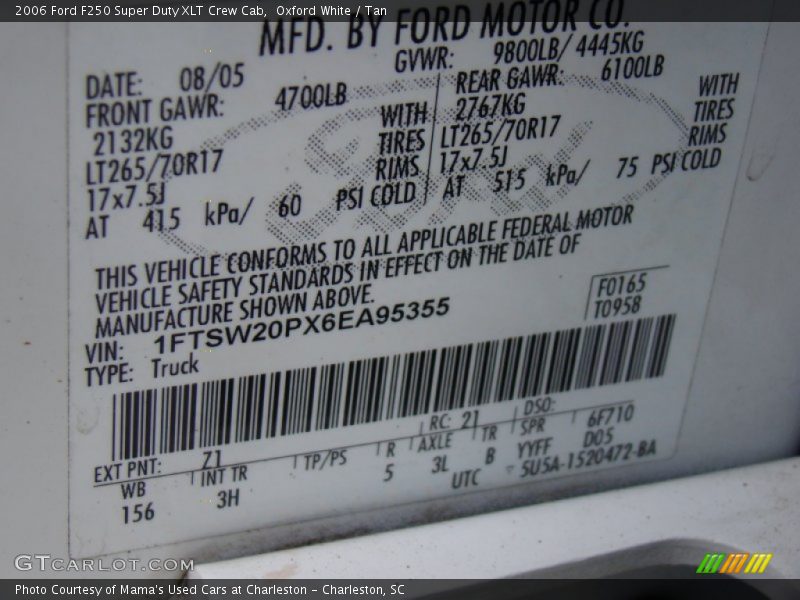 2006 Ford F250 Super Duty XLT Crew Cab,  Oxford White / Tan
MFD. BY FORD MOTOR CO.
DATE: 08/05 GVWR: 9800LB/ 4445KG
FRONT GAWR: 4700LB REAR GAWR: 6100LB
2132KG WITH 2767KG WITH
LT265/70R17 TIRES LT265/70R17 TIRES
17x7.5J RIMS 17x7.5J RIMS
AT 415 kPa/ 60 PSI COLD AT 515 kPa/ 75 PSI COLD
THIS VEHICLE CONFORMS TO ALL APPLICABLE FEDERAL MOTOR
VEHICLE SAFETY STANDARDS IN EFFECT ON THE DATE OF
MANUFACTURE SHOWN ABOVE.
F0165
T0958
VIN: 1FTSW20PX6EA95355
TYPE: Truck
EXT PNT: Z1 RC: 21 DSO:
WB INT TR TP/PS R AXLE TR SPR 6F710
156 3H 5 3L B YYFF D05
UTC SU5A-1520472-BA
GTCARLOT.COM
Photo Courtesy of Mama's Used Cars at Charleston - Charleston, SC